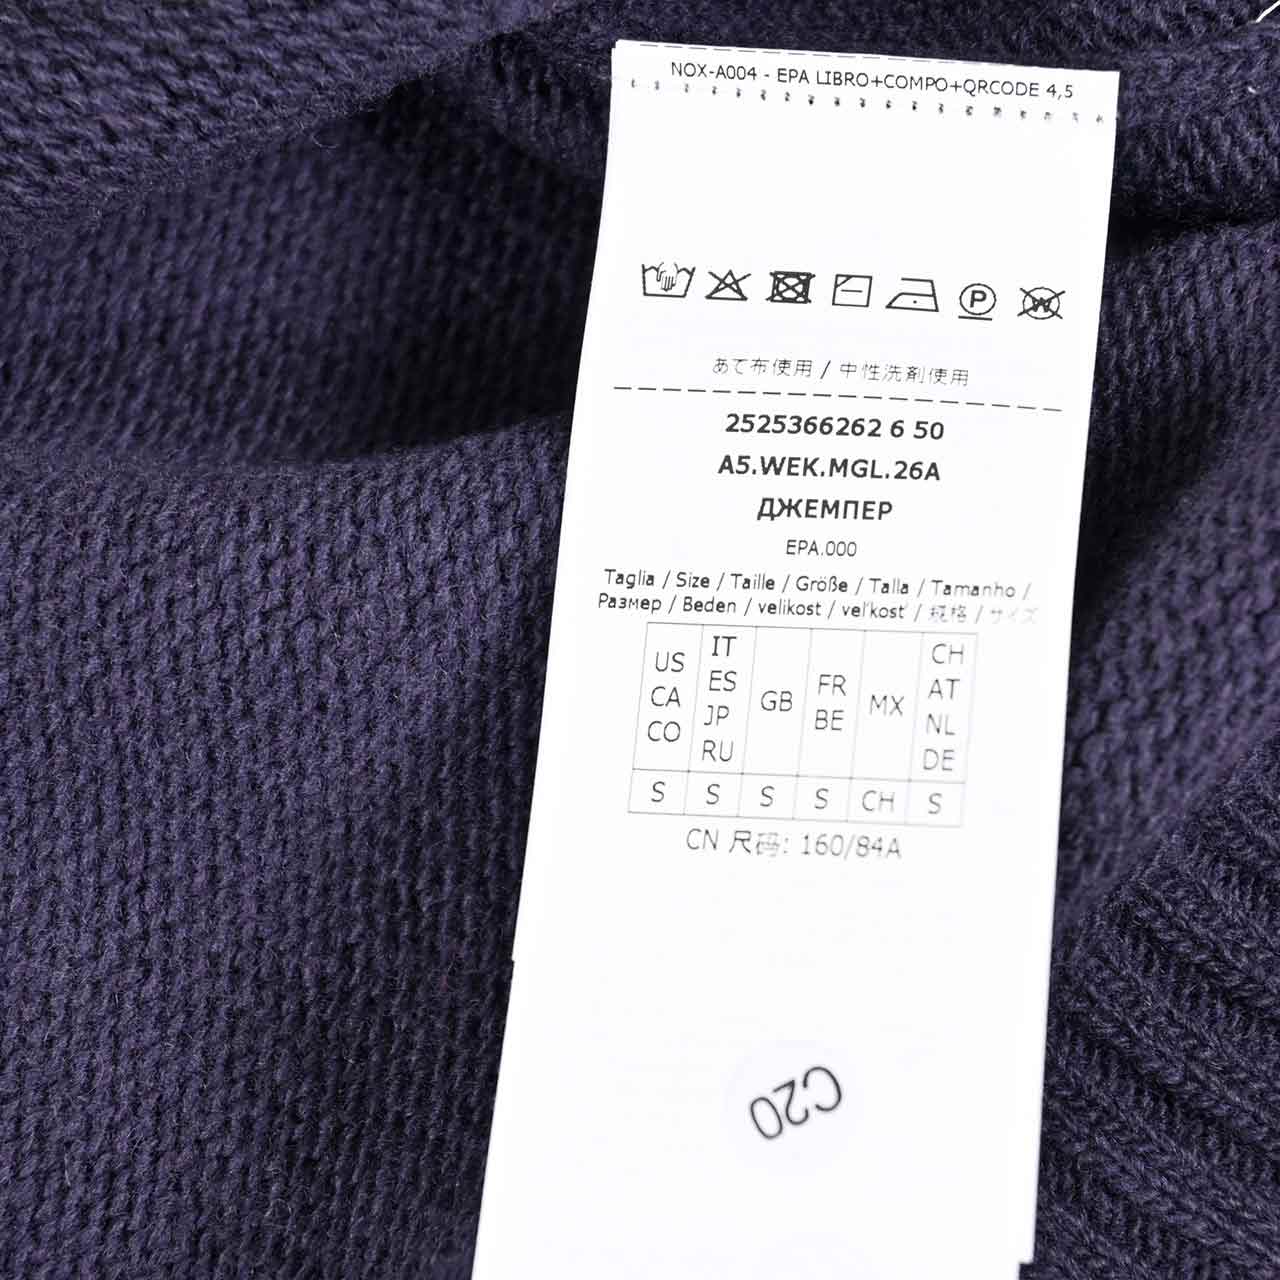 NOX-A004 - EPA LIBRO+COMPO+QRCODE 4,5
P
W
あて布使用 / 中性洗剤使用
2525366262 6 50
A5.WEK.MGL.26A
ДЖЕМПЕР
EPA.000
Taglia / Size / Taille / Größe / Talla / Tamanho /
Размер / Beden / velikost / veľkosť / 规格 / サイズ
US CA CO
IT ES JP RU
GB
FR BE
MX
CH AT NL DE
S S S S CH S
CN 尺码: 160/84A
C20